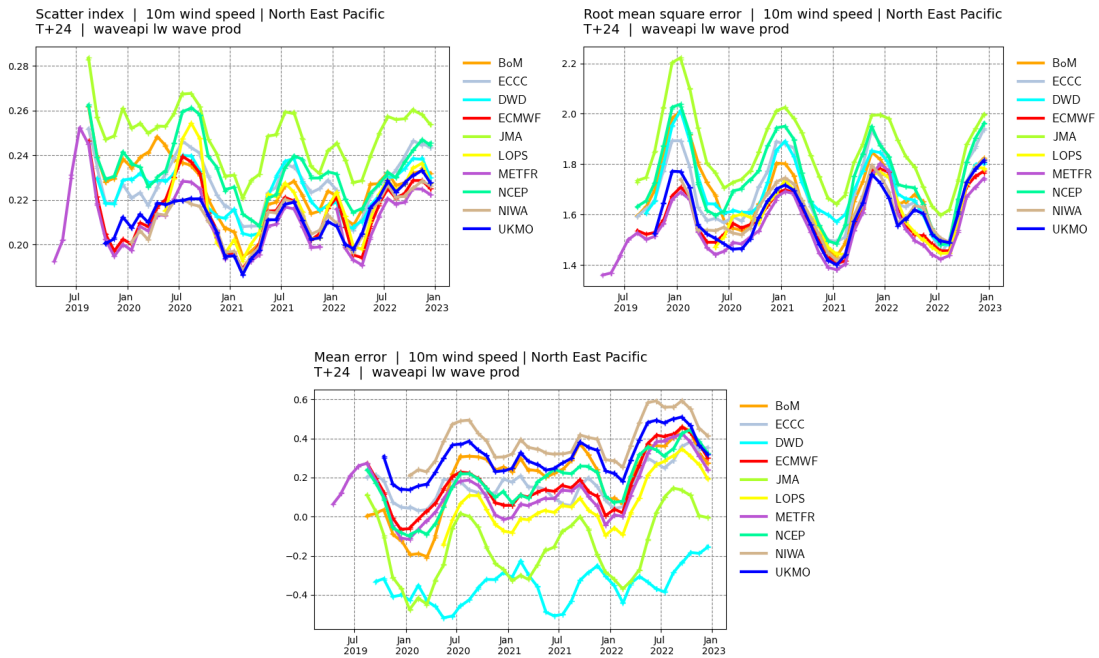 Scatter index | 10m wind speed | North East Pacific
T+24 | waveapi lw wave prod
0.28
0.26
0.24
0.22
0.20
Jul
2019
Jan
2020
Jul
2020
Jan
2021
Jul
2021
Jan
2022
Jul
2022
Jan
2023
BoM
ECCC
DWD
ECMWF
JMA
LOPS
METFR
NCEP
NIWA
UKMO
Root mean square error | 10m wind speed | North East Pacific
T+24 | waveapi lw wave prod
2.2
2.0
1.8
1.6
1.4
Jul
2019
Jan
2020
Jul
2020
Jan
2021
Jul
2021
Jan
2022
Jul
2022
Jan
2023
BoM
ECCC
DWD
ECMWF
JMA
LOPS
METFR
NCEP
NIWA
UKMO
Mean error | 10m wind speed | North East Pacific
T+24 | waveapi lw wave prod
0.6
0.4
0.2
0.0
−0.2
−0.4
Jul
2019
Jan
2020
Jul
2020
Jan
2021
Jul
2021
Jan
2022
Jul
2022
Jan
2023
BoM
ECCC
DWD
ECMWF
JMA
LOPS
METFR
NCEP
NIWA
UKMO